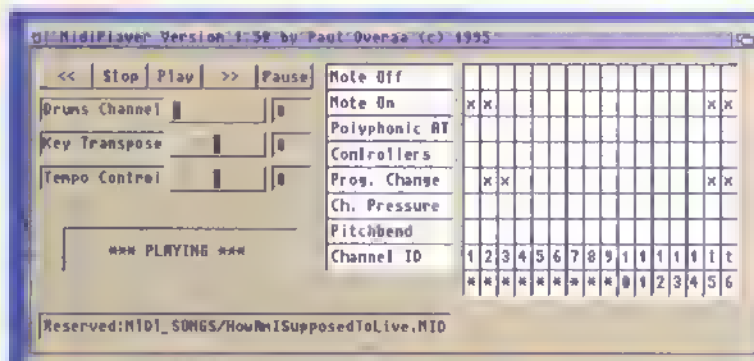 MidiPlayer Version 1.50 by Paul Overaa (c) 1995
<< Stop Play >> Pause
Drums Channel 0
Key Transpose 0
Tempo Control 0
*** PLAYING ***
Note Off
Note On x x x x
Polyphonic AT
Controllers
Prog. Change x x x x
Ch. Pressure
Pitchbend
Channel ID 1 2 3 4 5 6 7 8 9 1 1 1 1 1 1 1
* * * * * * * * * 0 1 2 3 4 5 6
Reserved:MIDI_SONGS/HowAmISupposedToLive.MID